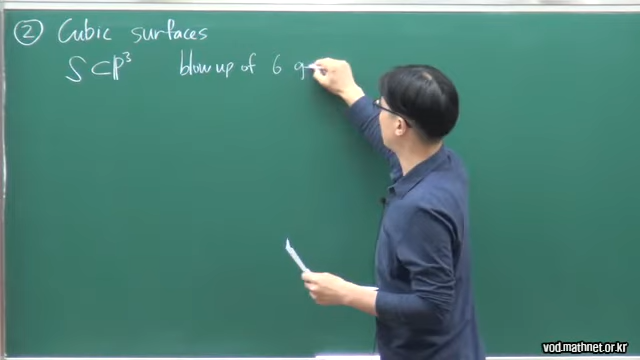 ② Cubic surfaces
S ⊂ ℙ³ blow up of 6 g
vod.mathnet.or.kr